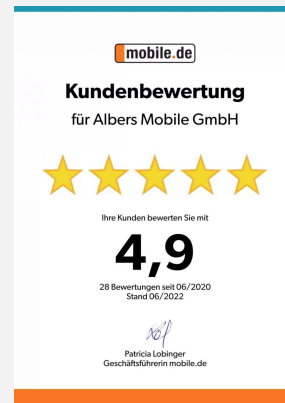 mobile.de
Kundenbewertung
für Albers Mobile GmbH
Ihre Kunden bewerten Sie mit
4,9
28 Bewertungen seit 06/2020
Stand 06/2022
Patricia Lobinger
Geschäftsführerin mobile.de